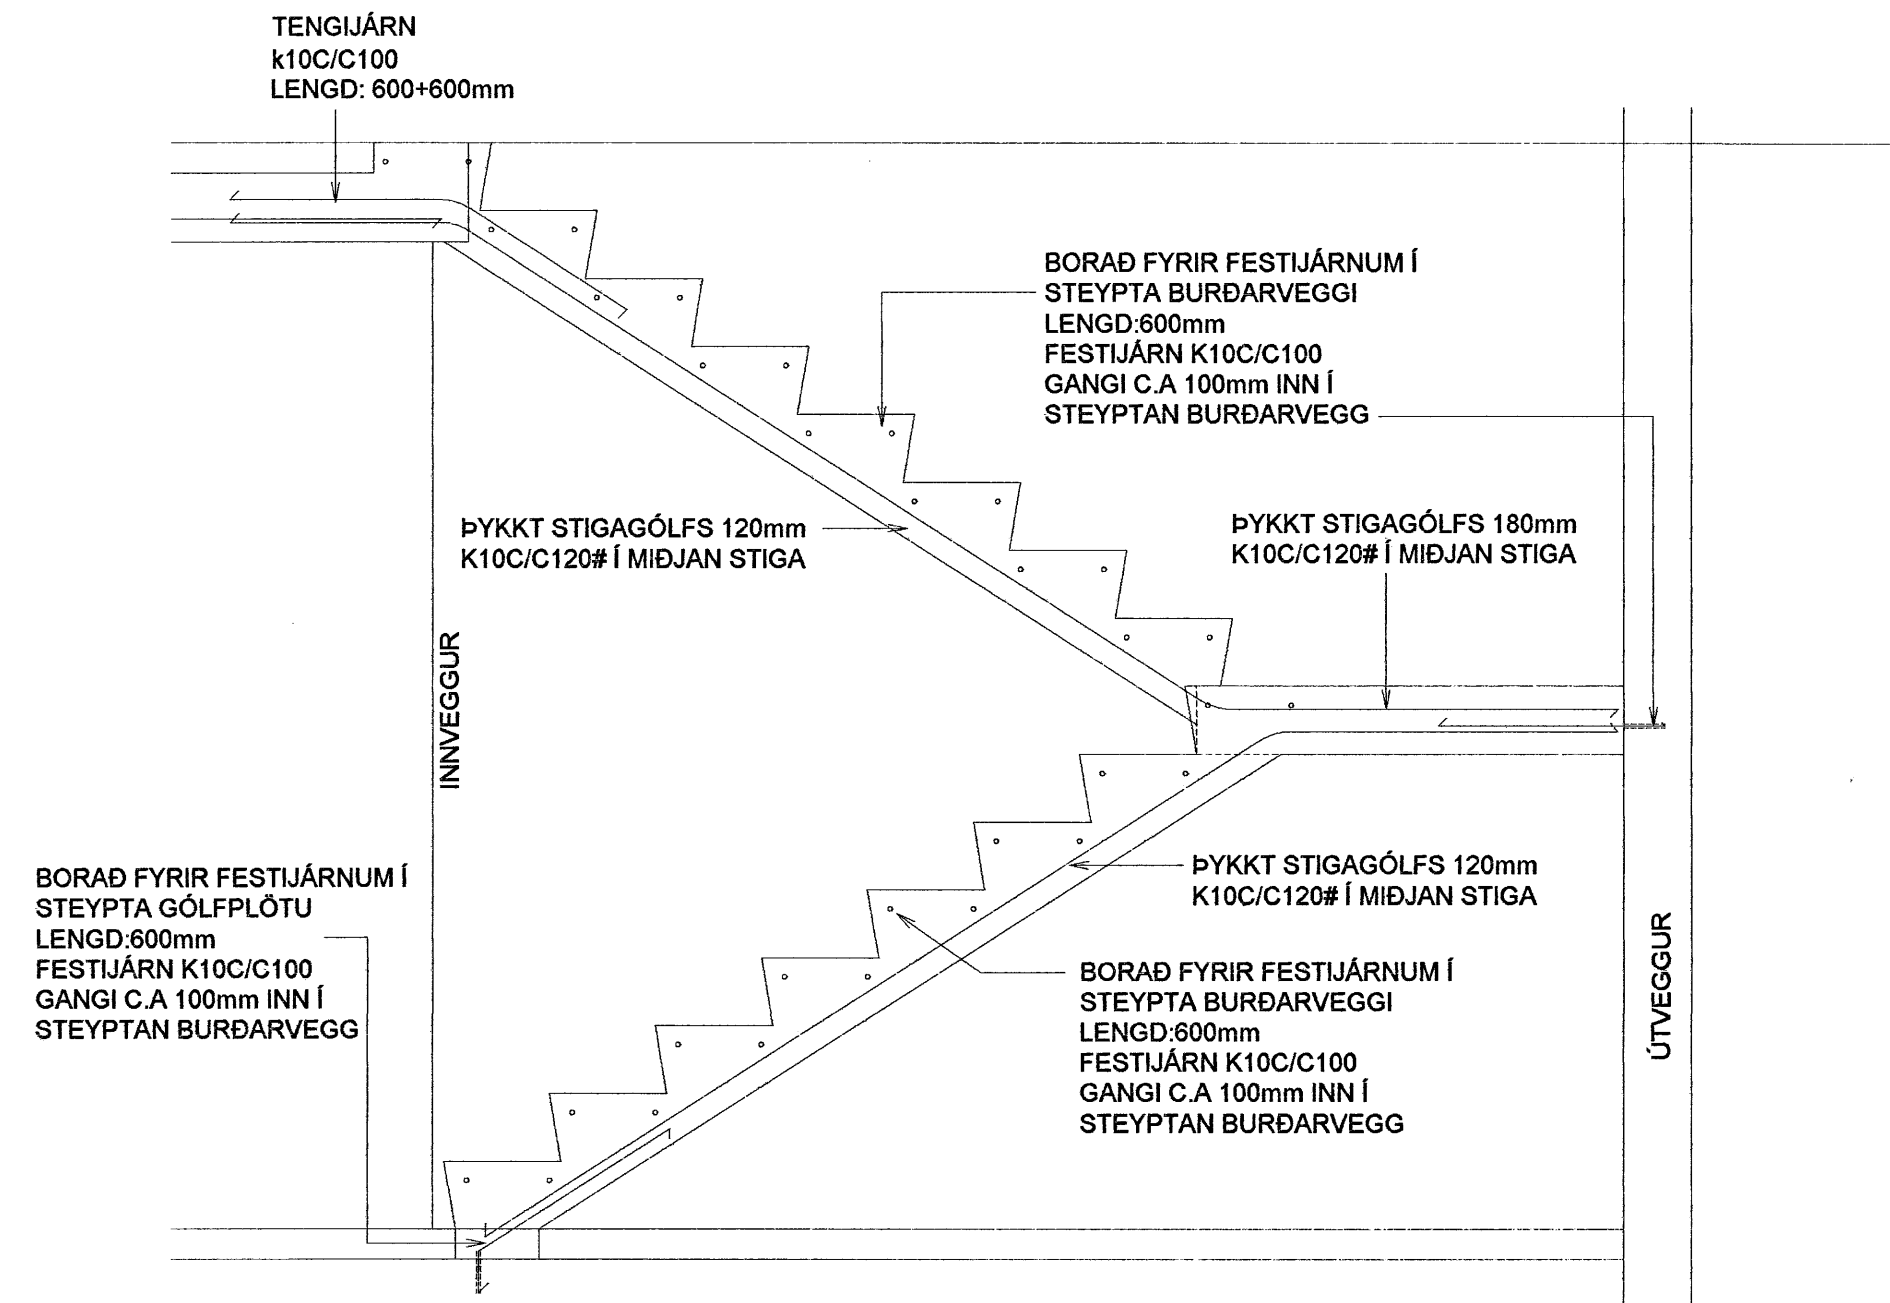 TENGIJÁRN
k10C/C100
LENGD: 600+600mm
BORAÐ FYRIR FESTIJÁRNUM Í
STEYPTA BURÐARVEGGI
LENGD:600mm
FESTIJÁRN K10C/C100
GANGI C.A 100mm INN Í
STEYPTAN BURÐARVEGG
ÞYKKT STIGAGÓLFS 120mm
K10C/C120# Í MIÐJAN STIGA
ÞYKKT STIGAGÓLFS 180mm
K10C/C120# Í MIÐJAN STIGA
INNVEGGUR
BORAÐ FYRIR FESTIJÁRNUM Í
STEYPTA GÓLFPLÖTU
LENGD:600mm
FESTIJÁRN K10C/C100
GANGI C.A 100mm INN Í
STEYPTAN BURÐARVEGG
ÞYKKT STIGAGÓLFS 120mm
K10C/C120# Í MIÐJAN STIGA
BORAÐ FYRIR FESTIJÁRNUM Í
STEYPTA BURÐARVEGGI
LENGD:600mm
FESTIJÁRN K10C/C100
GANGI C.A 100mm INN Í
STEYPTAN BURÐARVEGG
ÚTVEGGUR